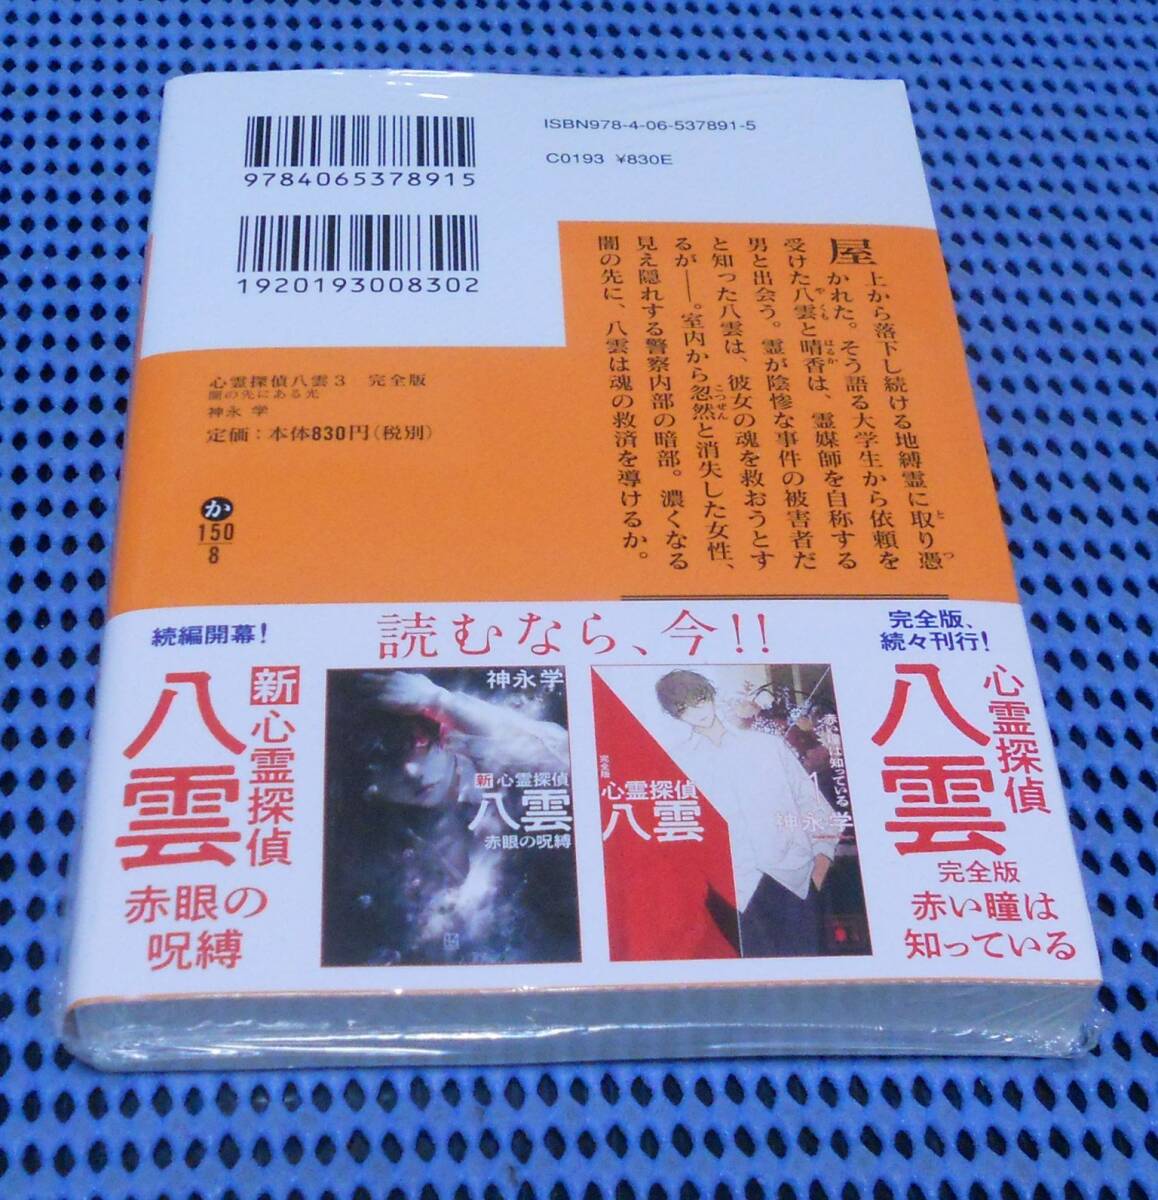 9784065378915
1920193008302
ISBN978-4-06-537891-5
C0193 ¥830E
心霊探偵八雲3 完全版
闇の先にある光
神永 学
定価：本体830円（税別）
か
150
8
屋上から落下し続ける地縛霊に取り憑
かれた。そう語る大学生から依頼を
受けた八雲と晴香は、霊媒師を自称する
男と出会う。霊が陰惨な事件の被害者だ
と知った八雲は、彼女の魂を救おうとす
るが――。室内から忽然と消失した女性、
見え隠れする警察内部の暗部。濃くなる
闇の先に、八雲は魂の救済を導けるか。
と
つ
やくも
はるか
こつぜん
読むなら、今!!
続編開幕!
新 心霊探偵
八雲
赤眼の
呪縛
神永学
新 心霊探偵
八雲
赤眼の呪縛
完全版
心霊探偵
八雲
赤い瞳は知っている
1
神永学
完全版、
続々刊行!
心霊探偵
八雲
完全版
赤い瞳は
知っている